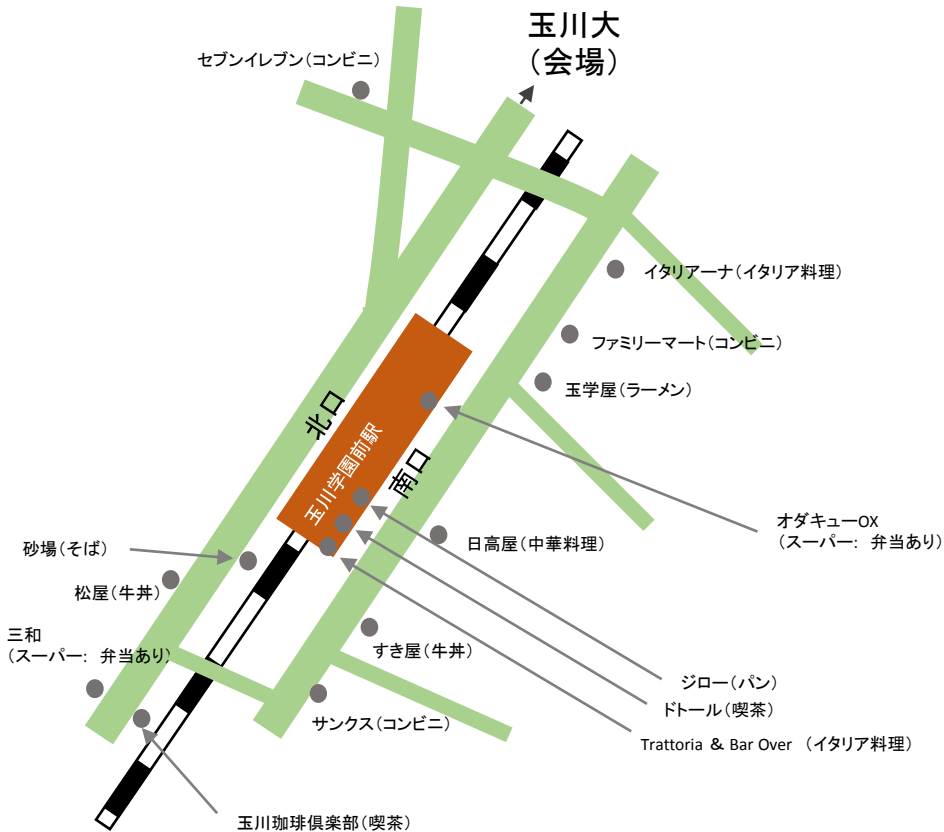 玉川大
(会場)
セブンイレブン(コンビニ)
イタリアーナ(イタリア料理)
ファミリーマート(コンビニ)
玉学屋(ラーメン)
北口
玉川学園前駅
南口
オダキューOX
(スーパー: 弁当あり)
日高屋(中華料理)
砂場(そば)
松屋(牛丼)
三和
(スーパー: 弁当あり)
すき屋(牛丼)
ジロー(パン)
ドトール(喫茶)
サンクス(コンビニ)
Trattoria & Bar Over (イタリア料理)
玉川珈琲倶楽部(喫茶)